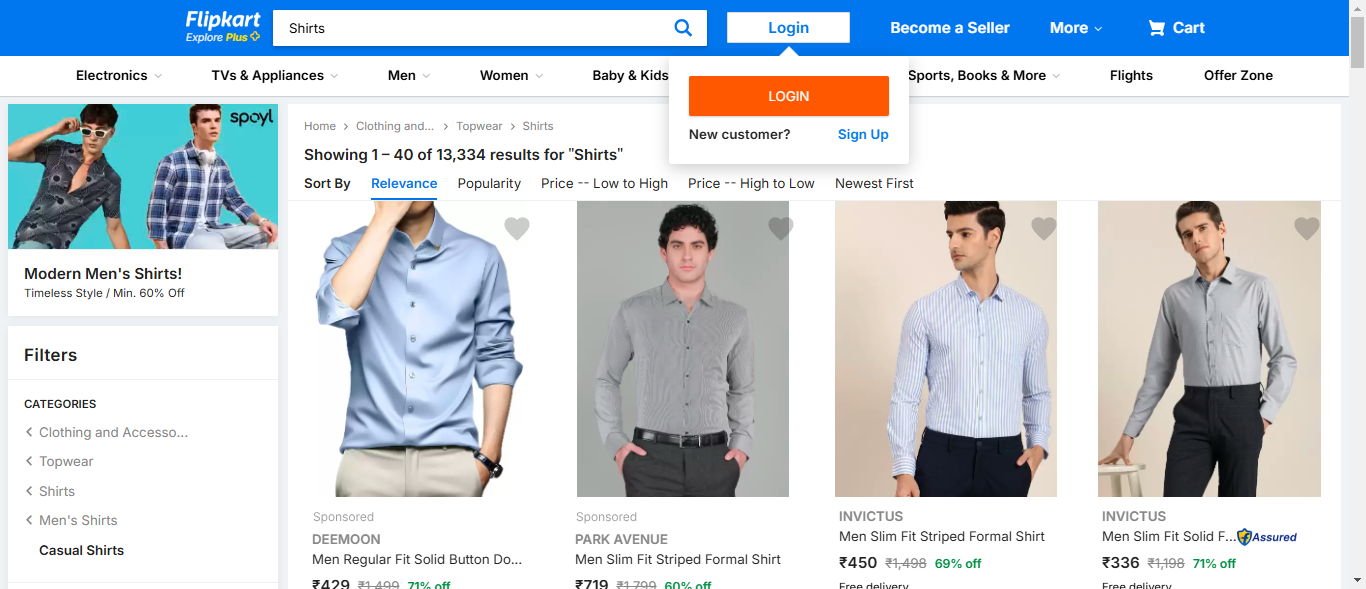 Flipkart
Explore Plus
Shirts
Login
Become a Seller
More
Cart
Electronics
TVs & Appliances
Men
Women
Baby & Kids
Sports, Books & More
Flights
Offer Zone
LOGIN
New customer?
Sign Up
spoyl
Modern Men's Shirts!
Timeless Style / Min. 60% Off
Filters
CATEGORIES
Clothing and Accesso...
Topwear
Shirts
Men's Shirts
Casual Shirts
Home > Clothing and... > Topwear > Shirts
Showing 1 – 40 of 13,334 results for "Shirts"
Sort By Relevance Popularity Price -- Low to High Price -- High to Low Newest First
Sponsored
DEEMOON
Men Regular Fit Solid Button Do...
₹429 ₹1,499 71% off
Sponsored
PARK AVENUE
Men Slim Fit Striped Formal Shirt
₹719 ₹1,799 60% off
INVICTUS
Men Slim Fit Striped Formal Shirt
₹450 ₹1,498 69% off
Free delivery
INVICTUS
Men Slim Fit Solid F... Assured
₹336 ₹1,198 71% off
Free delivery